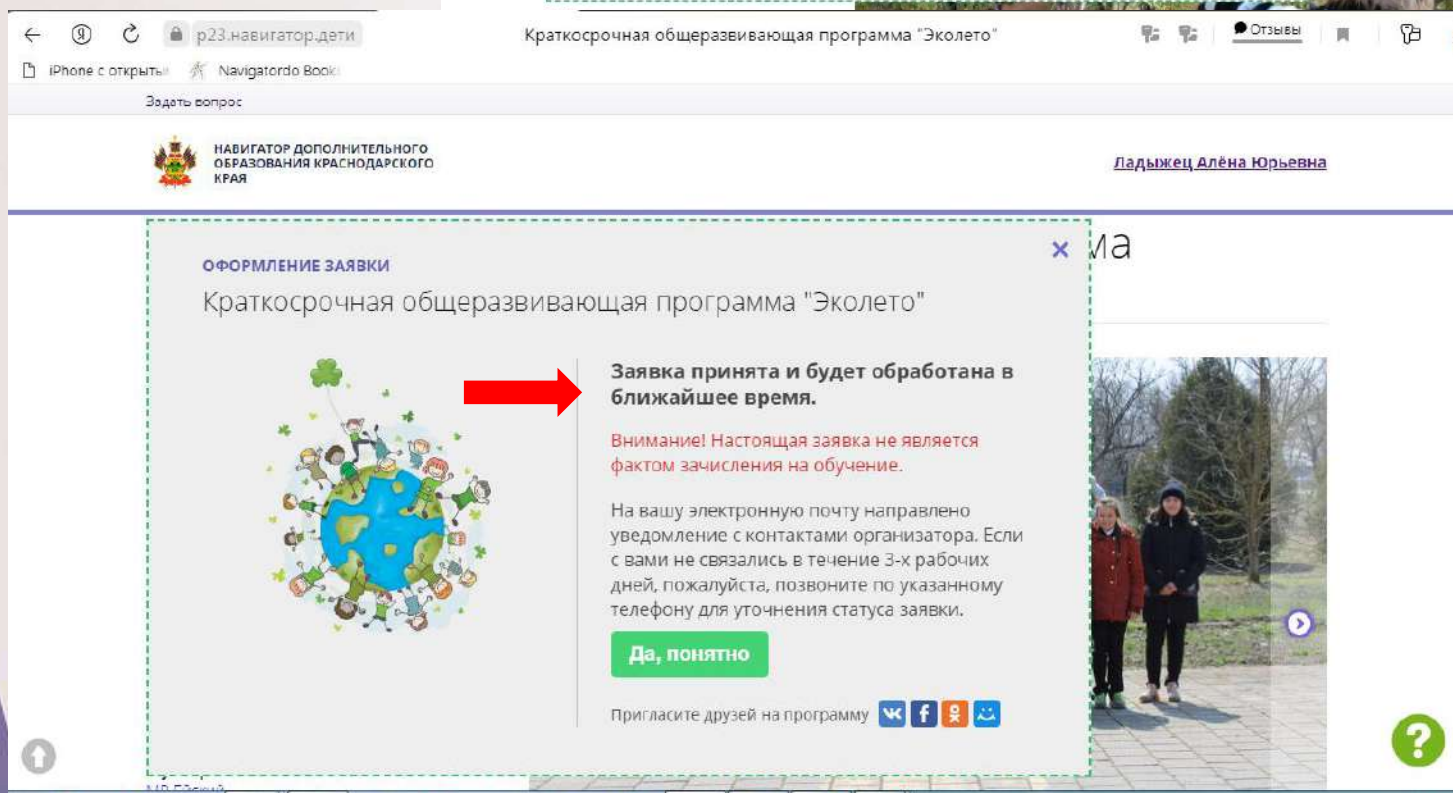 р23.навигатор.дети
Краткосрочная общеразвивающая программа "Эколето"
Отзывы
iPhone с открыты
Navigatordo Book
Задать вопрос
НАВИГАТОР ДОПОЛНИТЕЛЬНОГО
ОБРАЗОВАНИЯ КРАСНОДАРСКОГО
КРАЯ
Ладыжец Алёна Юрьевна
ма
ОФОРМЛЕНИЕ ЗАЯВКИ
Краткосрочная общеразвивающая программа "Эколето"
Заявка принята и будет обработана в
ближайшее время.
Внимание! Настоящая заявка не является
фактом зачисления на обучение.
На вашу электронную почту направлено
уведомление с контактами организатора. Если
с вами не связались в течение 3-х рабочих
дней, пожалуйста, позвоните по указанному
телефону для уточнения статуса заявки.
Да, понятно
Пригласите друзей на программу